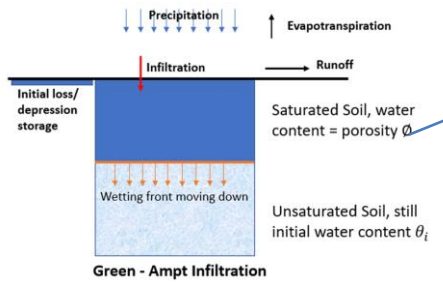 Precipitation
Evapotranspiration
Infiltration
Runoff
Initial loss/
depression
storage
Saturated Soil, water
content = porosity Ø
Wetting front moving down
Unsaturated Soil, still
initial water content θᵢ
Green - Ampt Infiltration